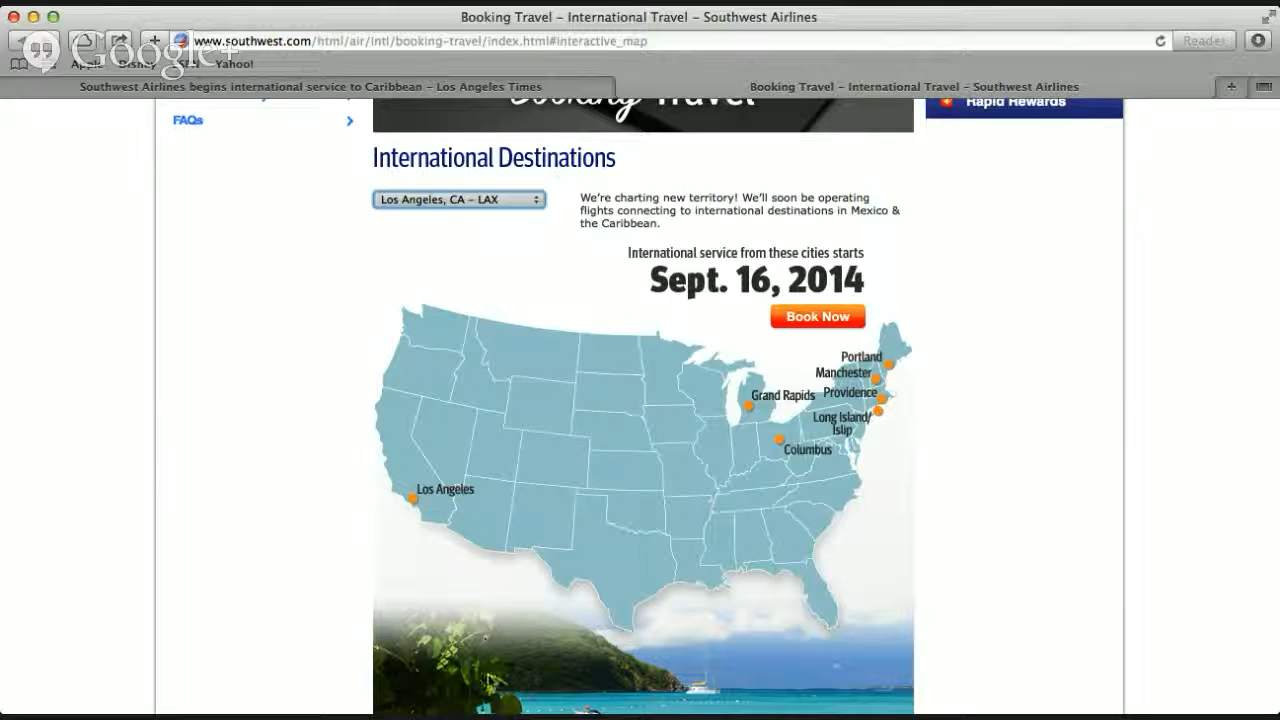 Booking Travel – International Travel – Southwest Airlines
www.southwest.com/html/air/intl/booking-travel/index.html#interactive_map
Reader
Google+
Apple Disney Yahoo!
Southwest Airlines begins international service to Caribbean – Los Angeles Times
Booking Travel – International Travel – Southwest Airlines
Booking Travel
Rapid Rewards
FAQs
International Destinations
Los Angeles, CA – LAX
We're charting new territory! We'll soon be operating
flights connecting to international destinations in Mexico &
the Caribbean.
International service from these cities starts
Sept. 16, 2014
Book Now
Portland
Manchester
Providence
Grand Rapids
Long Island/
Islip
Columbus
Los Angeles